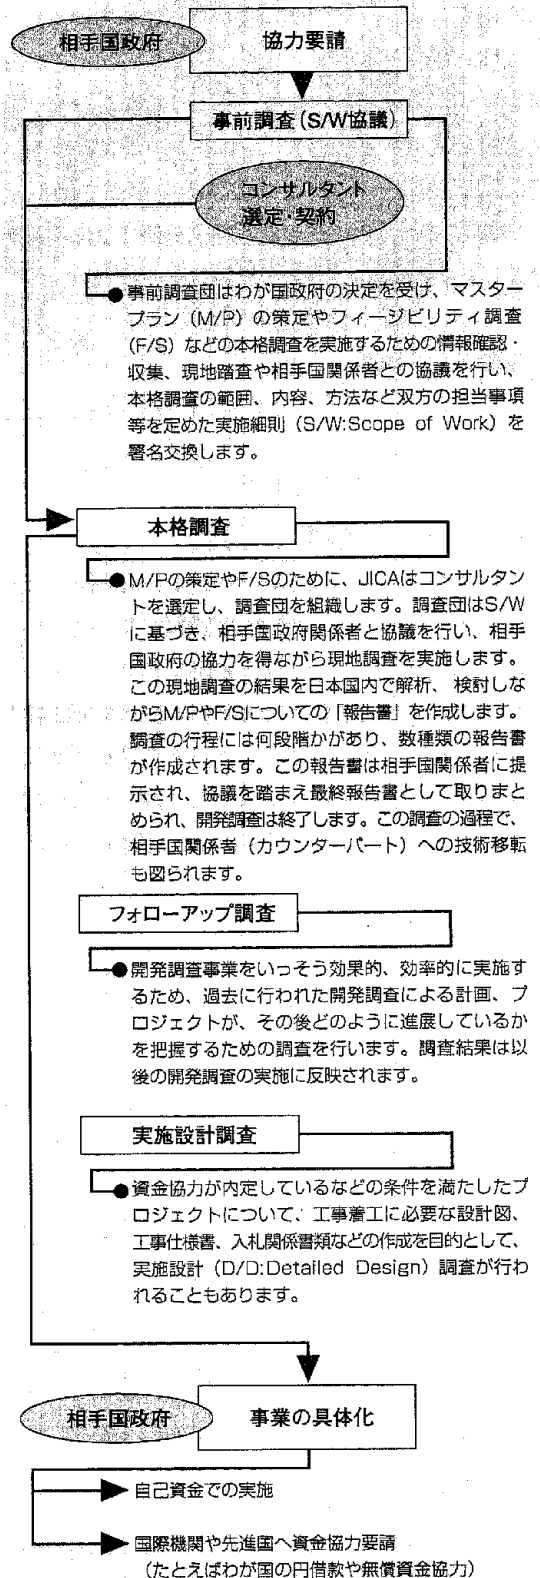 相手国政府
協力要請
事前調査(S/W協議)
コンサルタント
選定・契約
●事前調査団はわが国政府の決定を受け、マスター
プラン(M/P)の策定やフィージビリティ調査
(F/S)などの本格調査を実施するための情報確認・
収集、現地踏査や相手国関係者との協議を行い、
本格調査の範囲、内容、方法など双方の担当事項
等を定めた実施細則(S/W:Scope of Work)を
署名交換します。
本格調査
●M/Pの策定やF/Sのために、JICAはコンサルタン
トを選定し、調査団を組織します。調査団はS/W
に基づき、相手国政府関係者と協議を行い、相手
国政府の協力を得ながら現地調査を実施します。
この現地調査の結果を日本国内で解析、検討しな
がらM/PやF/Sについての「報告書」を作成します。
調査の行程には何段階かがあり、数種類の報告書
が作成されます。この報告書は相手国関係者に提
示され、協議を踏まえ最終報告書として取りまと
められ、開発調査は終了します。この調査の過程で、
相手国関係者(カウンターパート)への技術移転
も図られます。
フォローアップ調査
●開発調査事業をいっそう効果的、効率的に実施す
るため、過去に行われた開発調査による計画、プ
ロジェクトが、その後どのように進展しているか
を把握するための調査を行います。調査結果は以
後の開発調査の実施に反映されます。
実施設計調査
●資金協力が内定しているなどの条件を満たしたプ
ロジェクトについて、工事着工に必要な設計図、
工事仕様書、入札関係書類などの作成を目的として、
実施設計(D/D:Detailed Design)調査が行わ
れることもあります。
相手国政府
事業の具体化
自己資金での実施
国際機関や先進国へ資金協力要請
(たとえばわが国の円借款や無償資金協力)